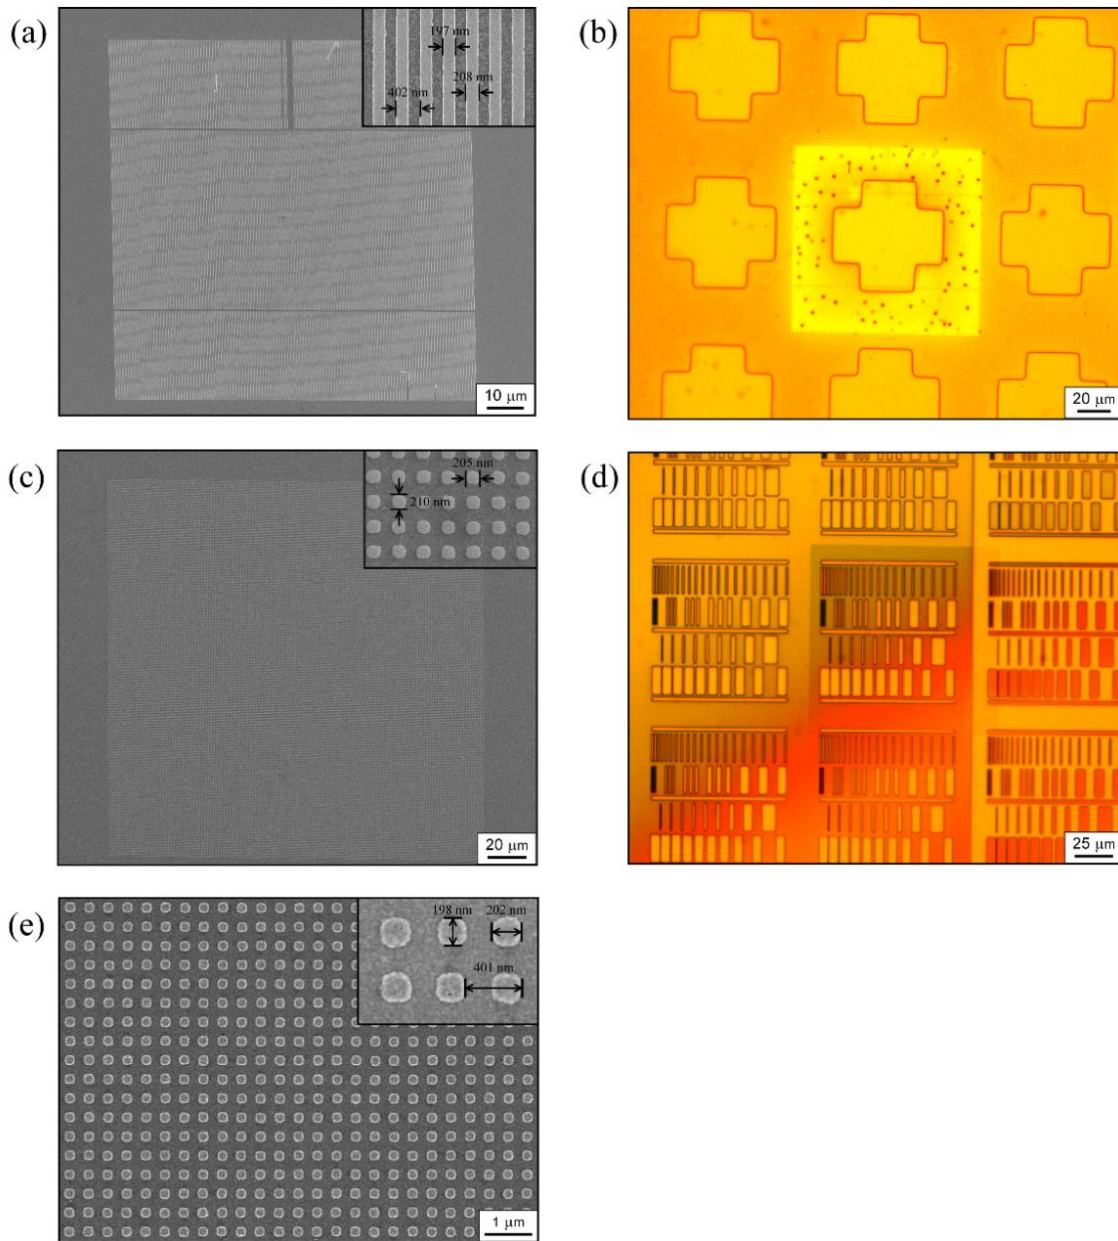 (a)
197 nm
208 nm
402 nm
10 μm
(b)
20 μm
(c)
205 nm
210 nm
20 μm
(d)
25 μm
(e)
198 nm
202 nm
401 nm
1 μm